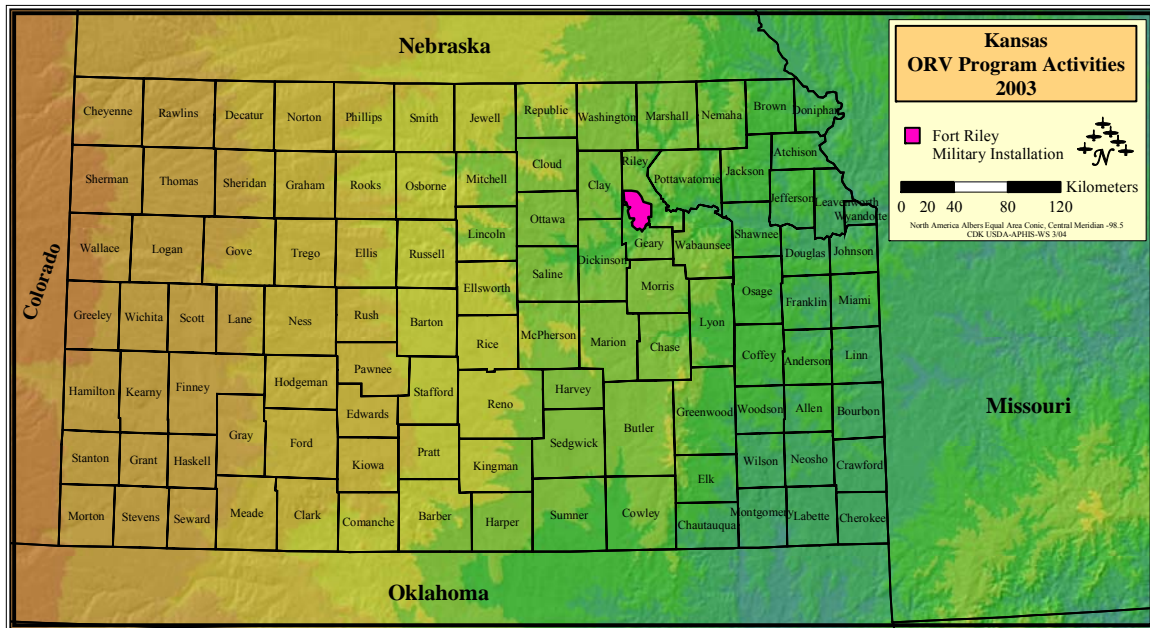 Nebraska
Kansas
ORV Program Activities
2003
Fort Riley
Military Installation
N
Kilometers
0 20 40 80 120
North America Albers Equal Area Conic, Central Meridian -98.5
CDK USDA-APHIS-WS 3/04
Cheyenne Rawlins Decatur Norton Phillips Smith Jewell Republic Washington Marshall Nemaha Brown Doniphan
Sherman Thomas Sheridan Graham Rooks Osborne Mitchell Cloud Clay Riley Pottawatomie Jackson Atchison
Jefferson Leavenworth
Wyandotte
Ottawa
Wallace Logan Gove Trego Ellis Russell Lincoln Saline Dickinson Geary Wabaunsee Shawnee Douglas Johnson
Colorado
Greeley Wichita Scott Lane Ness Rush Barton Ellsworth Morris Osage Franklin Miami
Rice McPherson Marion Chase Lyon Coffey Anderson Linn
Hamilton Kearny Finney Hodgeman Pawnee Stafford Reno Harvey Butler Greenwood Woodson Allen Bourbon
Missouri
Edwards
Gray Ford Sedgwick
Stanton Grant Haskell Kiowa Pratt Kingman Elk Wilson Neosho Crawford
Morton Stevens Seward Meade Clark Comanche Barber Harper Sumner Cowley Chautauqua Montgomery Labette Cherokee
Oklahoma